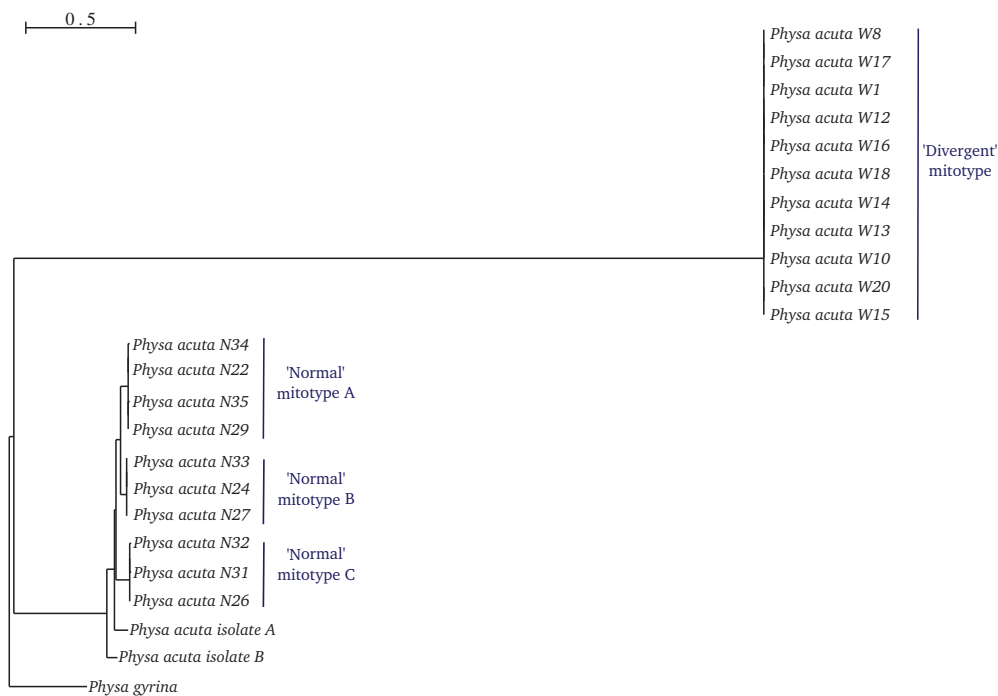 0.5
Physa acuta W8
Physa acuta W17
Physa acuta W1
Physa acuta W12
Physa acuta W16
Physa acuta W18
Physa acuta W14
Physa acuta W13
Physa acuta W10
Physa acuta W20
Physa acuta W15
'Divergent'
mitotype
Physa acuta N34
Physa acuta N22
Physa acuta N35
Physa acuta N29
'Normal'
mitotype A
Physa acuta N33
Physa acuta N24
Physa acuta N27
'Normal'
mitotype B
Physa acuta N32
Physa acuta N31
Physa acuta N26
'Normal'
mitotype C
Physa acuta isolate A
Physa acuta isolate B
Physa gyrina